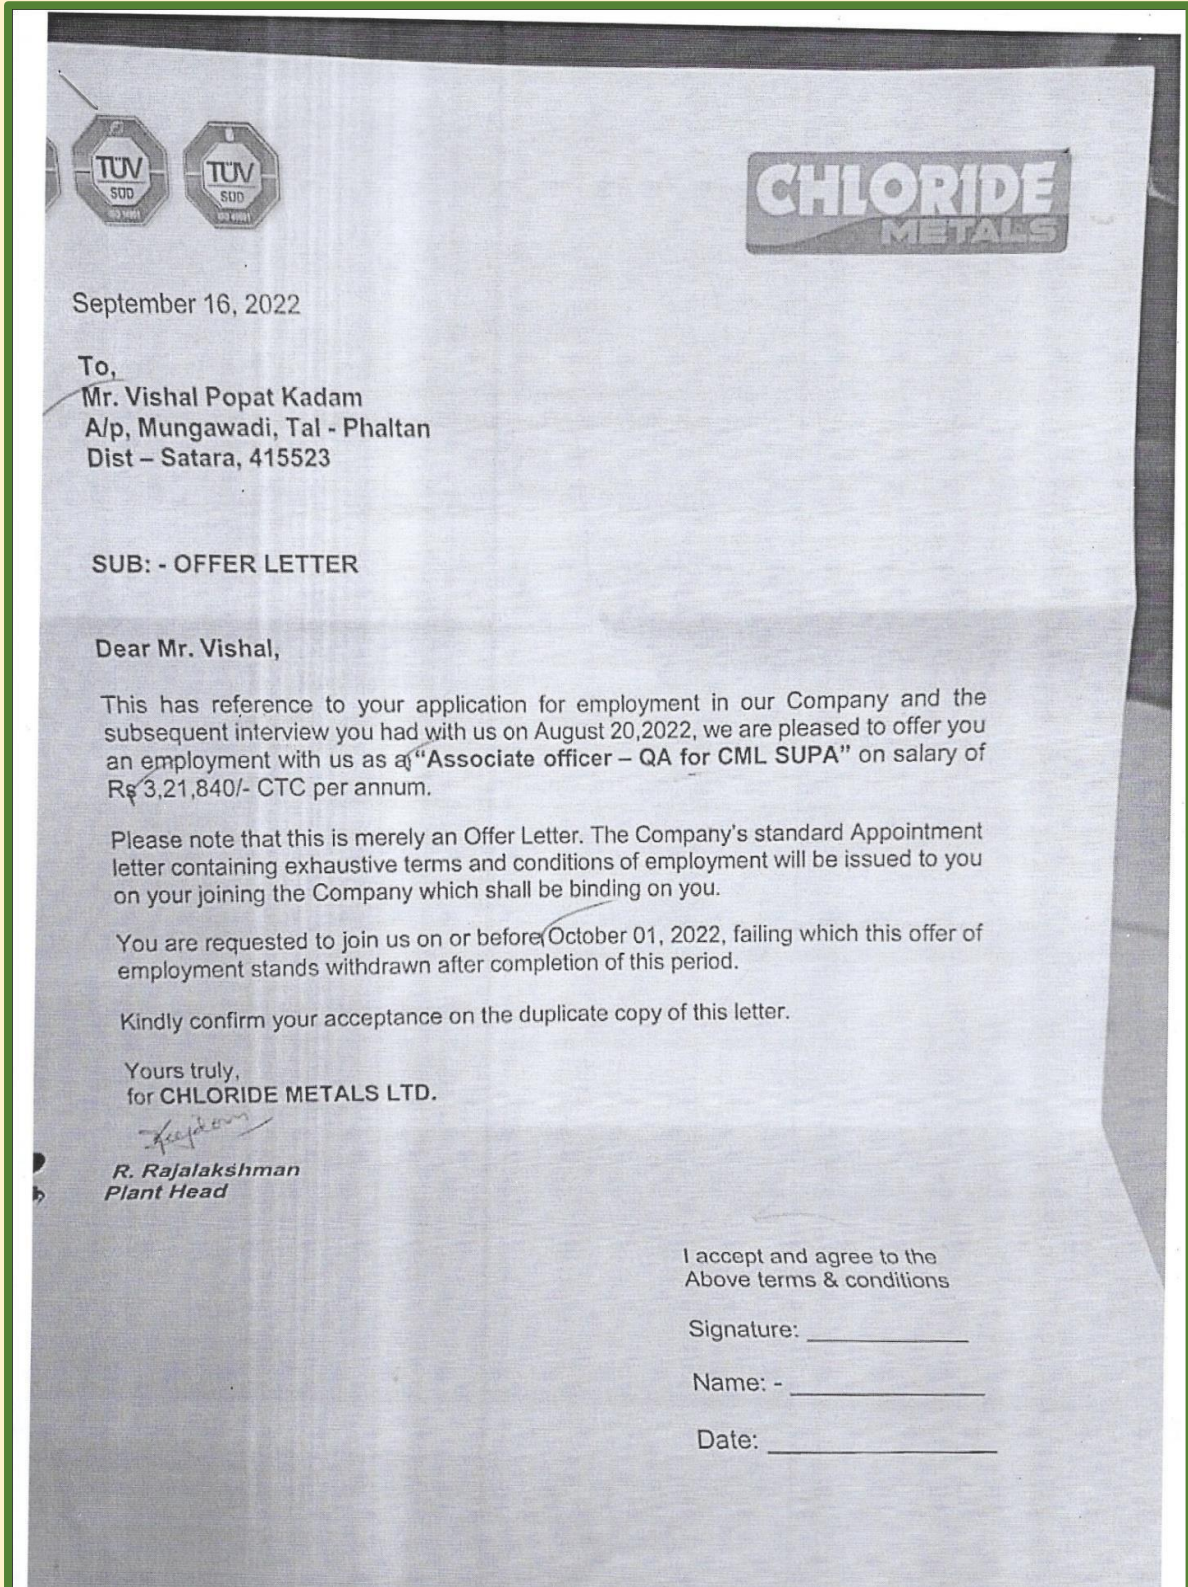 TÜV
SÜD
ISO 14001
TÜV
SÜD
ISO 45001
CHLORIDE
METALS
September 16, 2022
To,
Mr. Vishal Popat Kadam
A/p, Mungawadi, Tal - Phaltan
Dist – Satara, 415523
SUB: - OFFER LETTER
Dear Mr. Vishal,
This has reference to your application for employment in our Company and the
subsequent interview you had with us on August 20,2022, we are pleased to offer you
an employment with us as a “Associate officer – QA for CML SUPA” on salary of
Rs 3,21,840/- CTC per annum.
Please note that this is merely an Offer Letter. The Company’s standard Appointment
letter containing exhaustive terms and conditions of employment will be issued to you
on your joining the Company which shall be binding on you.
You are requested to join us on or before October 01, 2022, failing which this offer of
employment stands withdrawn after completion of this period.
Kindly confirm your acceptance on the duplicate copy of this letter.
Yours truly,
for CHLORIDE METALS LTD.
R. Rajalakshman
Plant Head
I accept and agree to the
Above terms & conditions
Signature:
Name: -
Date: